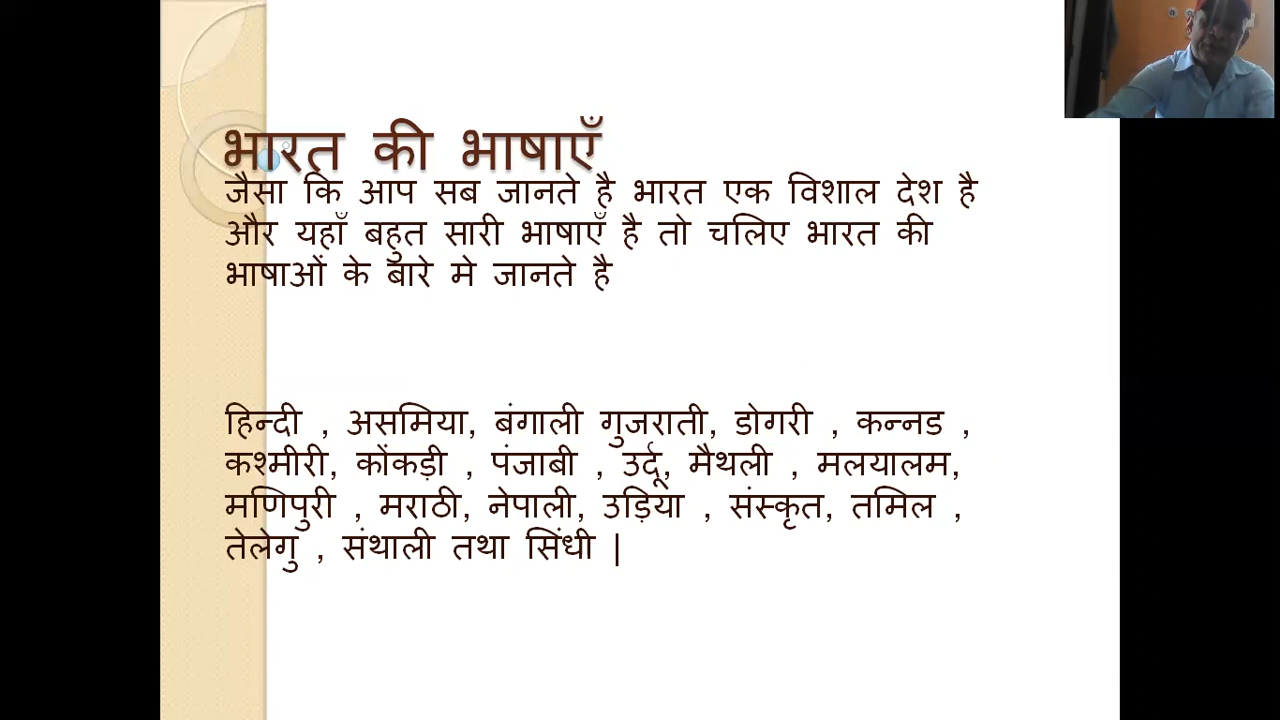 भारत की भाषाएँ
जैसा कि आप सब जानते है भारत एक विशाल देश है
और यहाँ बहुत सारी भाषाएँ है तो चलिए भारत की
भाषाओं के बारे मे जानते है
हिन्दी , असमिया, बंगाली गुजराती, डोगरी , कन्नड ,
कश्मीरी, कोंकड़ी , पंजाबी , उर्दू, मैथली , मलयालम,
मणिपुरी , मराठी, नेपाली, उड़िया , संस्कृत, तमिल ,
तेलेगु , संथाली तथा सिंधी |